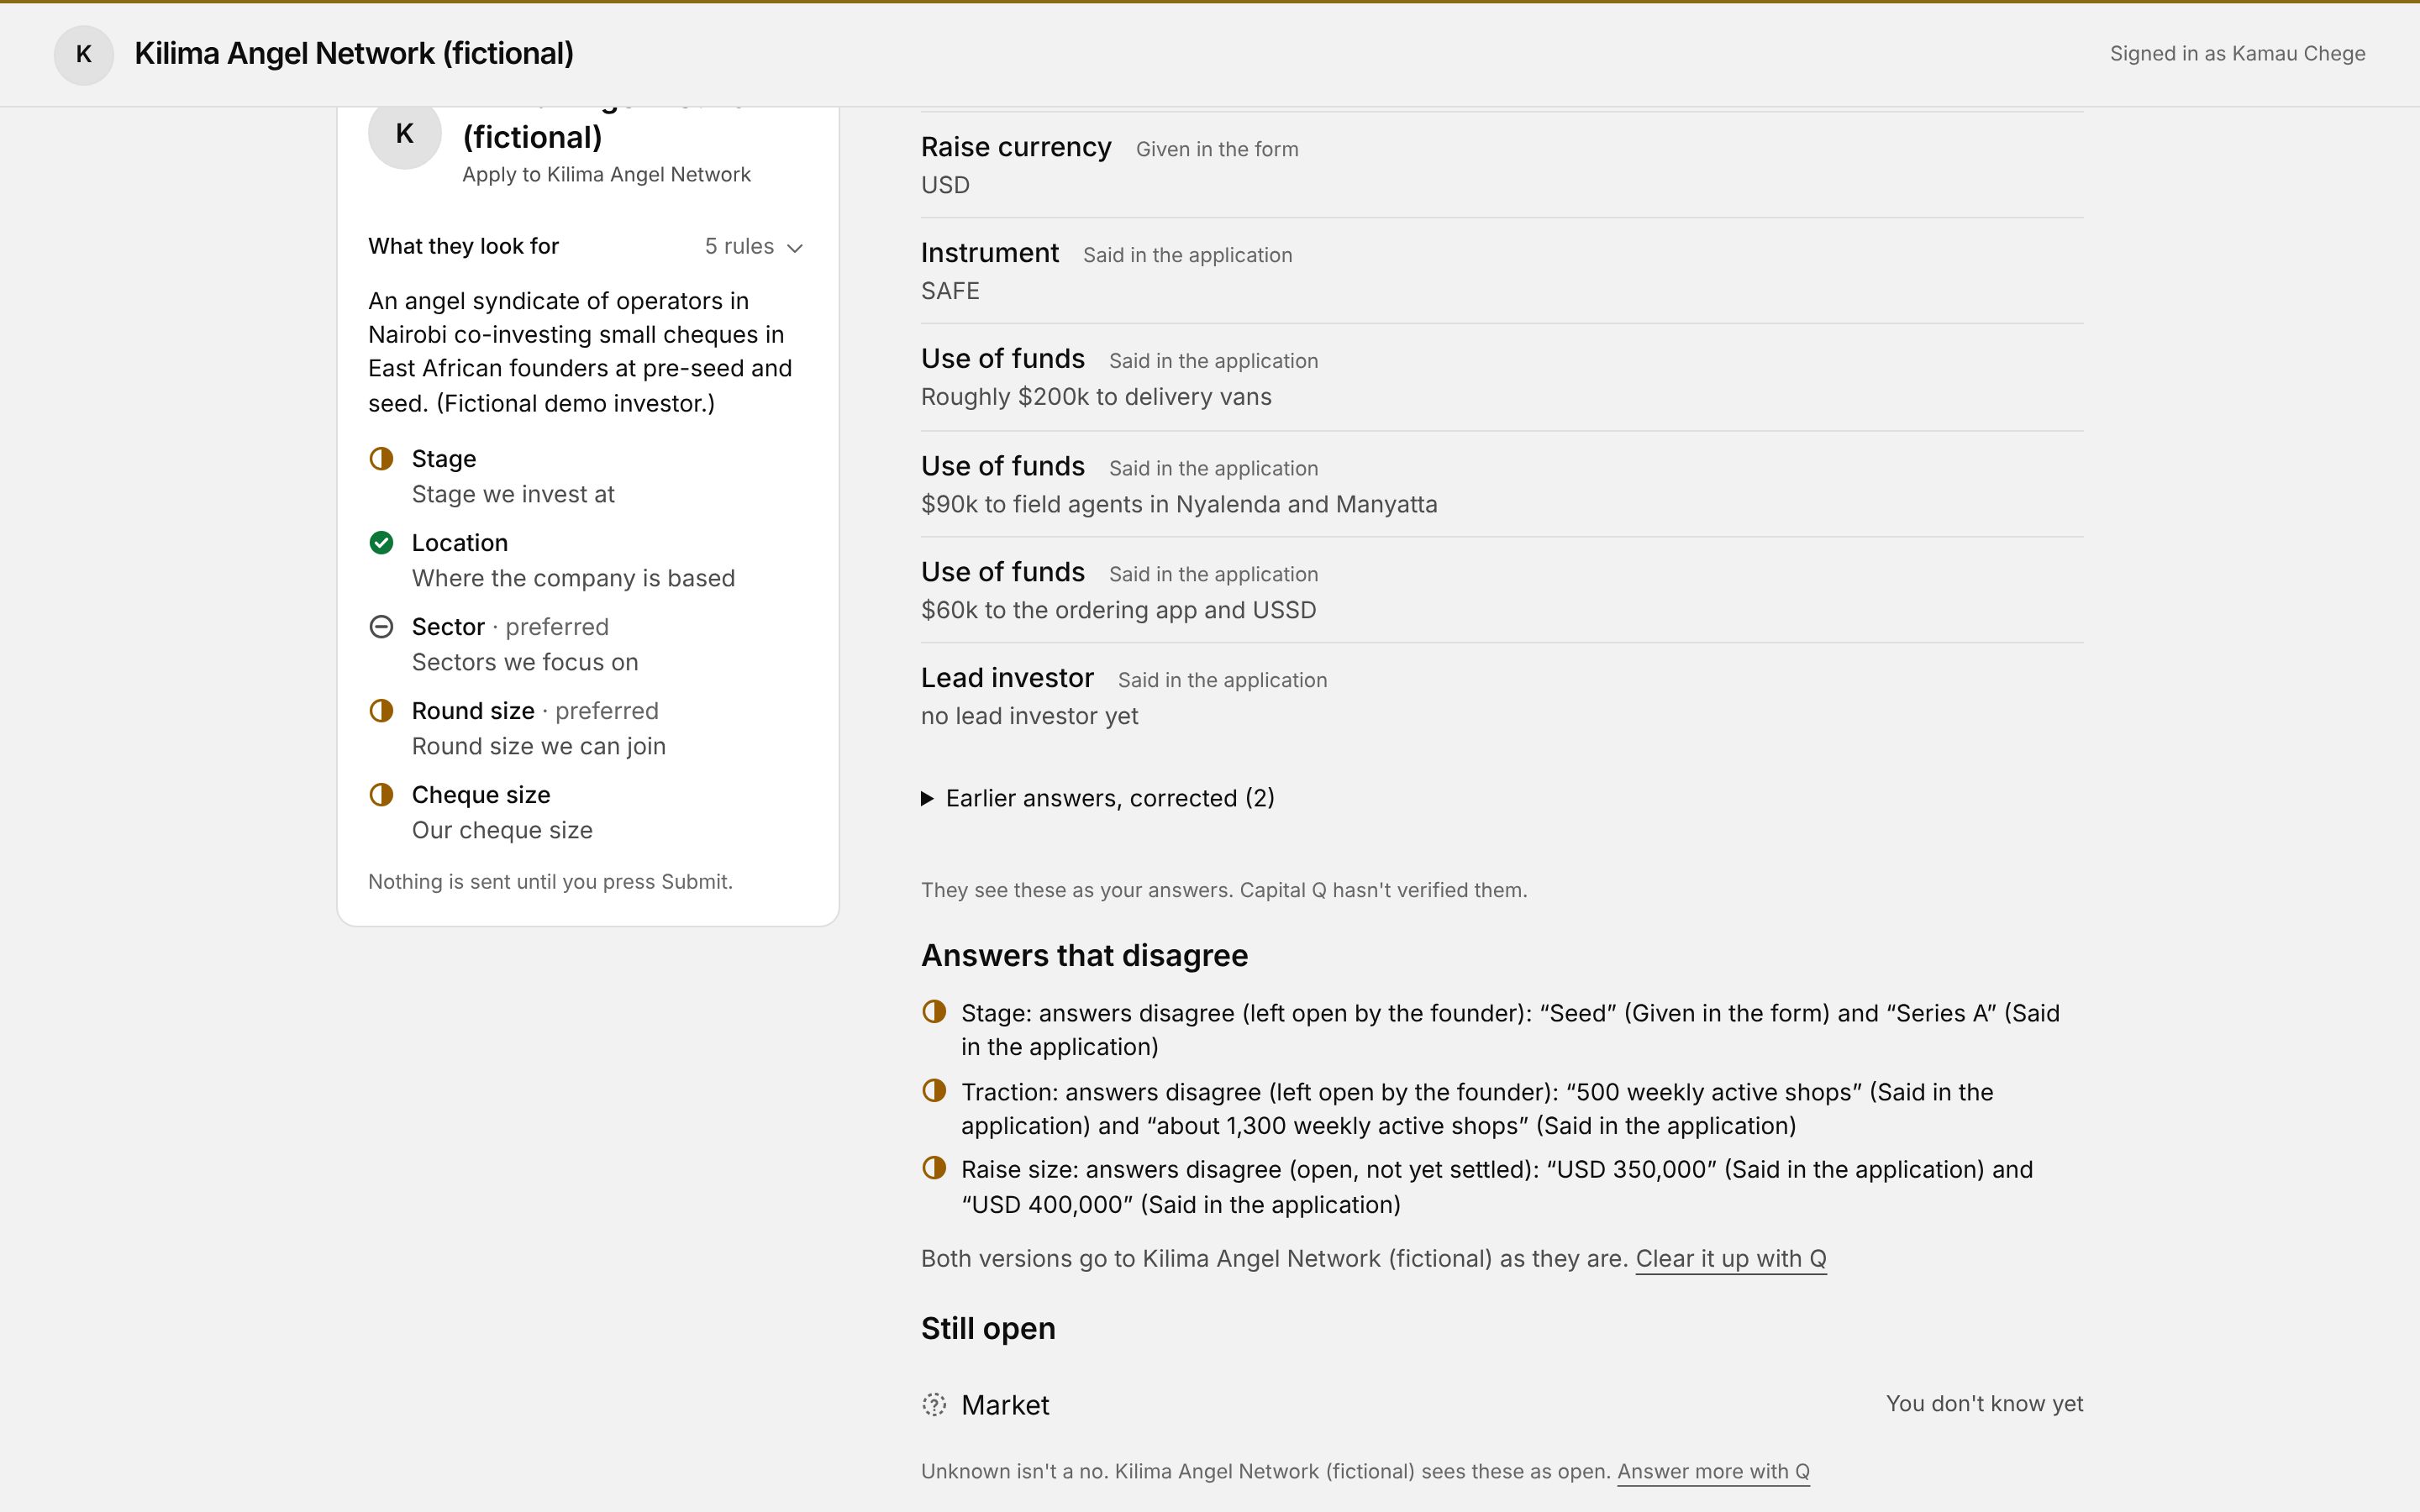 K
Kilima Angel Network (fictional)
Signed in as Kamau Chege
K
(fictional)
Apply to Kilima Angel Network
What they look for
5 rules
An angel syndicate of operators in
Nairobi co-investing small cheques in
East African founders at pre-seed and
seed. (Fictional demo investor.)
Stage
Stage we invest at
Location
Where the company is based
Sector · preferred
Sectors we focus on
Round size · preferred
Round size we can join
Cheque size
Our cheque size
Nothing is sent until you press Submit.
Raise currency Given in the form
USD
Instrument Said in the application
SAFE
Use of funds Said in the application
Roughly $200k to delivery vans
Use of funds Said in the application
$90k to field agents in Nyalenda and Manyatta
Use of funds Said in the application
$60k to the ordering app and USSD
Lead investor Said in the application
no lead investor yet
Earlier answers, corrected (2)
They see these as your answers. Capital Q hasn't verified them.
Answers that disagree
Stage: answers disagree (left open by the founder): “Seed” (Given in the form) and “Series A” (Said
in the application)
Traction: answers disagree (left open by the founder): “500 weekly active shops” (Said in the
application) and “about 1,300 weekly active shops” (Said in the application)
Raise size: answers disagree (open, not yet settled): “USD 350,000” (Said in the application) and
“USD 400,000” (Said in the application)
Both versions go to Kilima Angel Network (fictional) as they are. Clear it up with Q
Still open
Market
You don't know yet
Unknown isn't a no. Kilima Angel Network (fictional) sees these as open. Answer more with Q